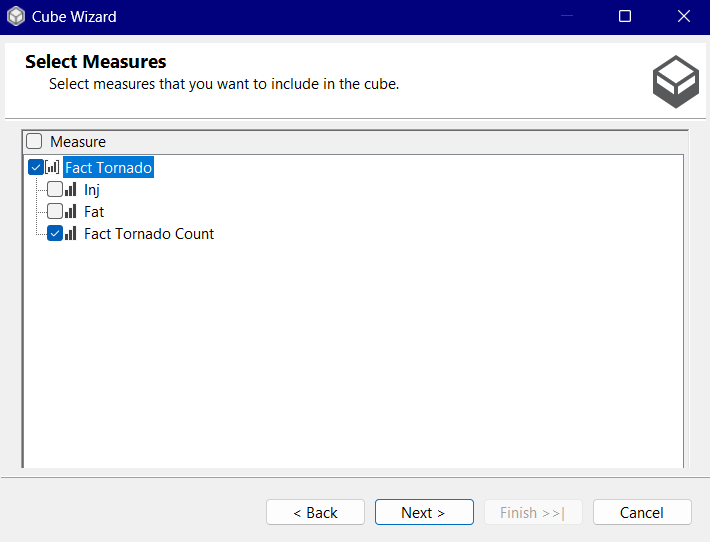 Cube Wizard
Select Measures
Select measures that you want to include in the cube.
Measure
Fact Tornado
Inj
Fat
Fact Tornado Count
< Back
Next >
Finish >>|
Cancel